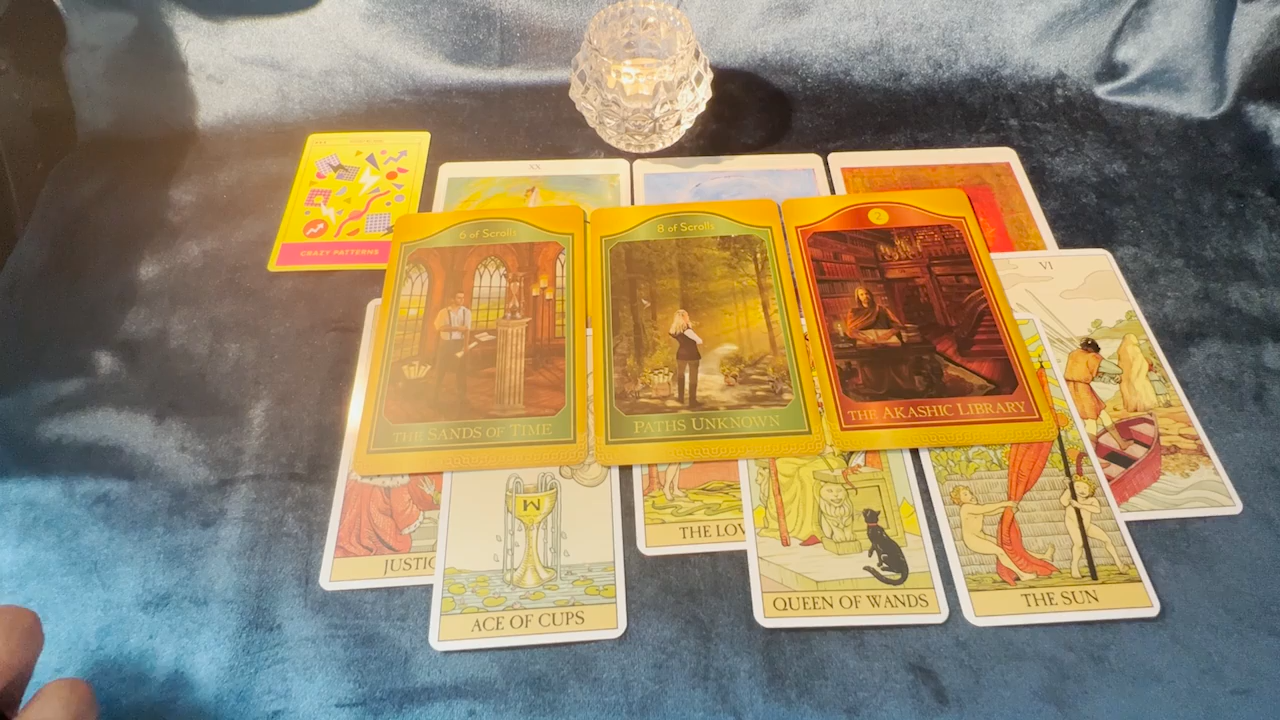 XX
CRAZY PATTERNS
6 of Scrolls
8 of Scrolls
2
VI
THE SANDS OF TIME
PATHS UNKNOWN
THE AKASHIC LIBRARY
JUSTIC
THE LOV
ACE OF CUPS
QUEEN OF WANDS
THE SUN